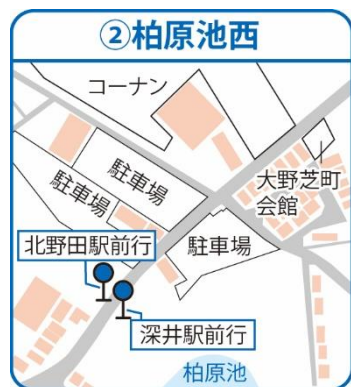 ②柏原池西
コーナン
駐車場
駐車場
大野芝町
会館
北野田駅前行
駐車場
深井駅前行
柏原池